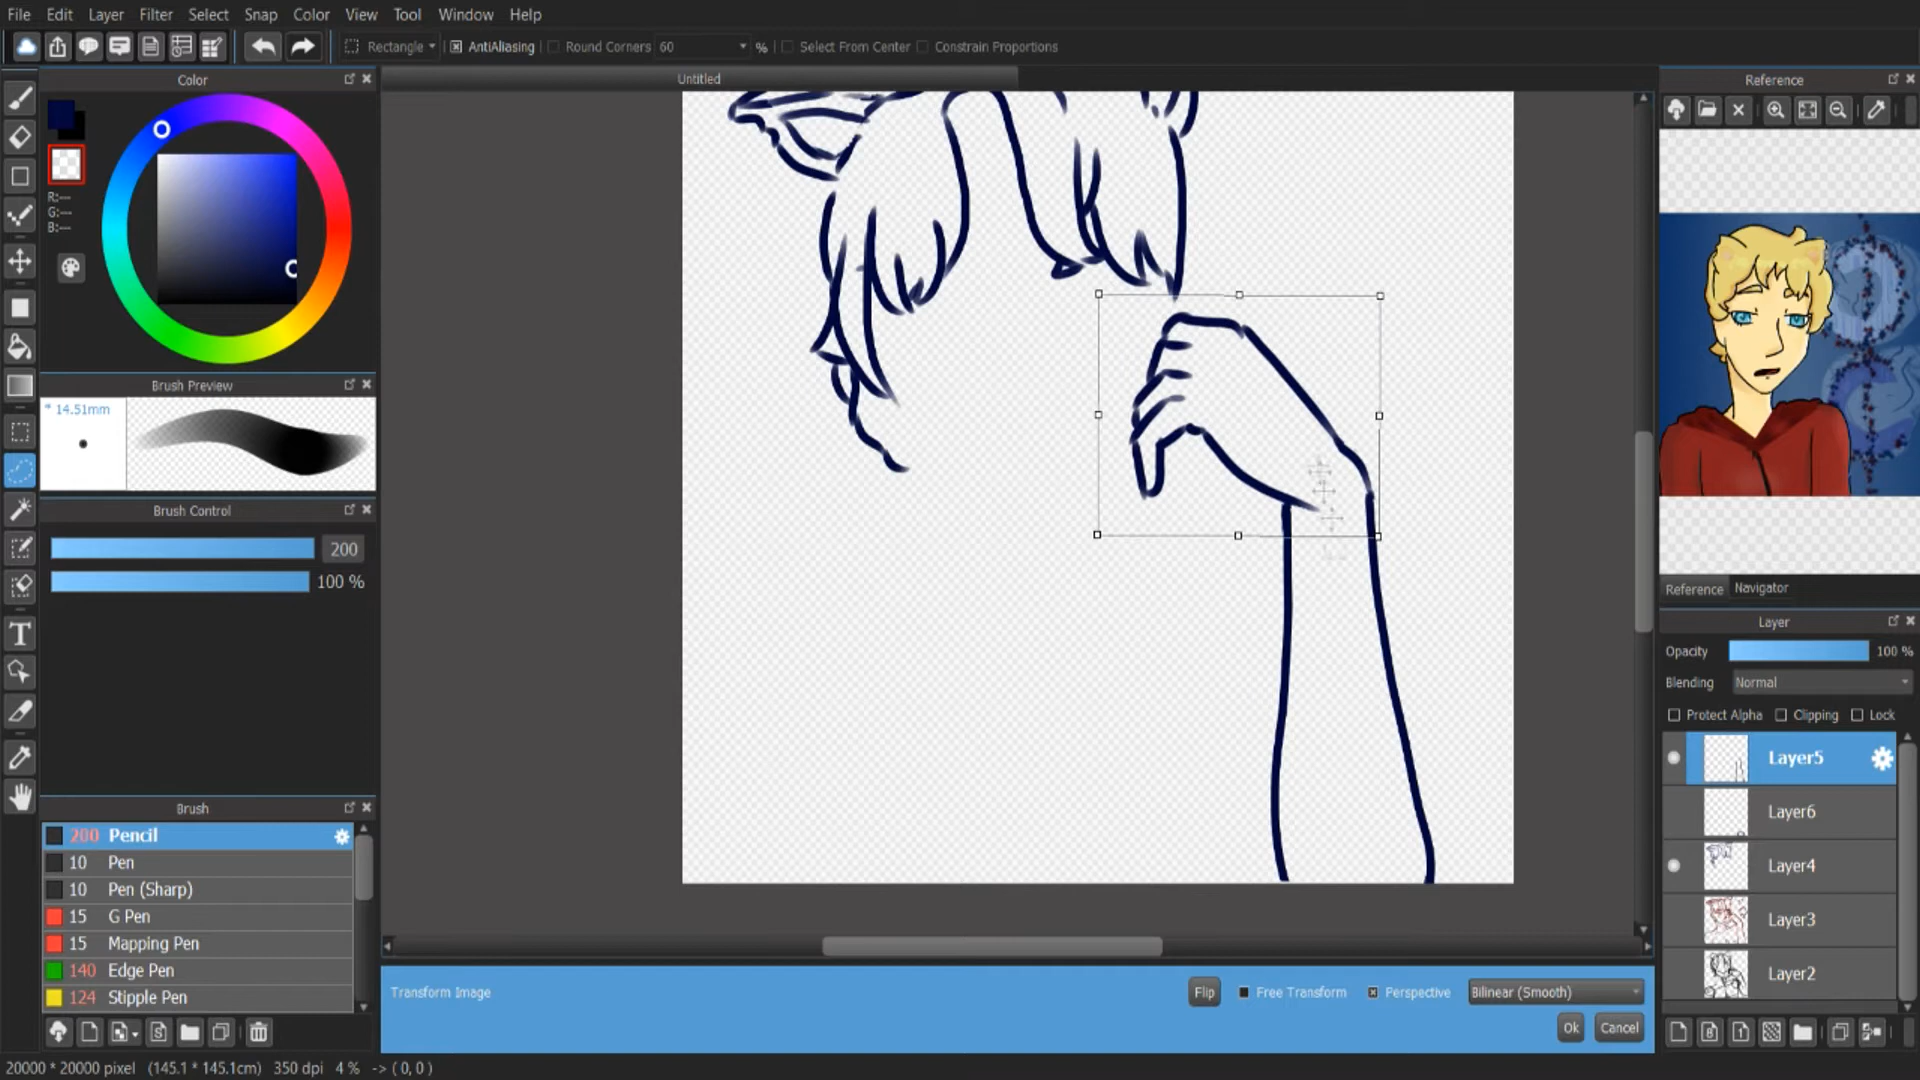 File Edit Layer Filter Select Snap Color View Tool Window Help
Rectangle AntiAliasing Round Corners 60 % Select From Center Constrain Proportions
Color
Untitled
Reference
R:---
G:---
B:---
Brush Preview
* 14.51mm
Brush Control
200
100 %
Reference Navigator
Layer
Opacity 100 %
Blending Normal
Protect Alpha Clipping Lock
Layer5
Layer6
Layer4
Layer3
Layer2
Brush
200 Pencil
10 Pen
10 Pen (Sharp)
15 G Pen
15 Mapping Pen
140 Edge Pen
124 Stipple Pen
Transform Image Flip Free Transform Perspective Bilinear (Smooth)
Ok Cancel
20000 * 20000 pixel (145.1 * 145.1cm) 350 dpi 4 % -> ( 0, 0 )